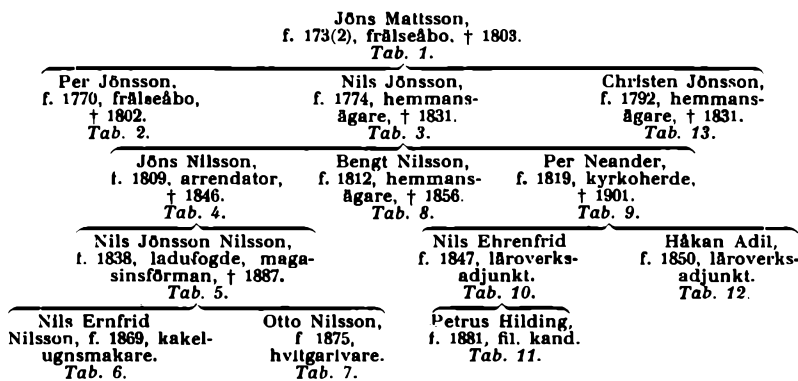 Jöns Mattsson,
f. 173(2), frälseåbo, † 1803.
Tab. 1.
Per Jönsson,
f. 1770, frälseåbo,
† 1802.
Tab. 2.
Nils Jönsson,
f. 1774, hemmans-
ägare, † 1831.
Tab. 3.
Christen Jönsson,
f. 1792, hemmans-
ägare, † 1831.
Tab. 13.
Jöns Nilsson,
f. 1809, arrendator,
† 1846.
Tab. 4.
Bengt Nilsson,
f. 1812, hemmans-
ägare, † 1856.
Tab. 8.
Per Neander,
f. 1819, kyrkoherde,
† 1901.
Tab. 9.
Nils Jönsson Nilsson,
f. 1838, ladufogde, maga-
sinsförman, † 1887.
Tab. 5.
Nils Ehrenfrid
f. 1847, läroverks-
adjunkt.
Tab. 10.
Håkan Adil,
f. 1850, läroverks-
adjunkt.
Tab. 12.
Nils Ernfrid
Nilsson, f. 1869, kakel-
ugnsmakare.
Tab. 6.
Otto Nilsson,
f 1875,
hvitgarivare.
Tab. 7.
Petrus Hilding,
f. 1881, fil. kand.
Tab. 11.